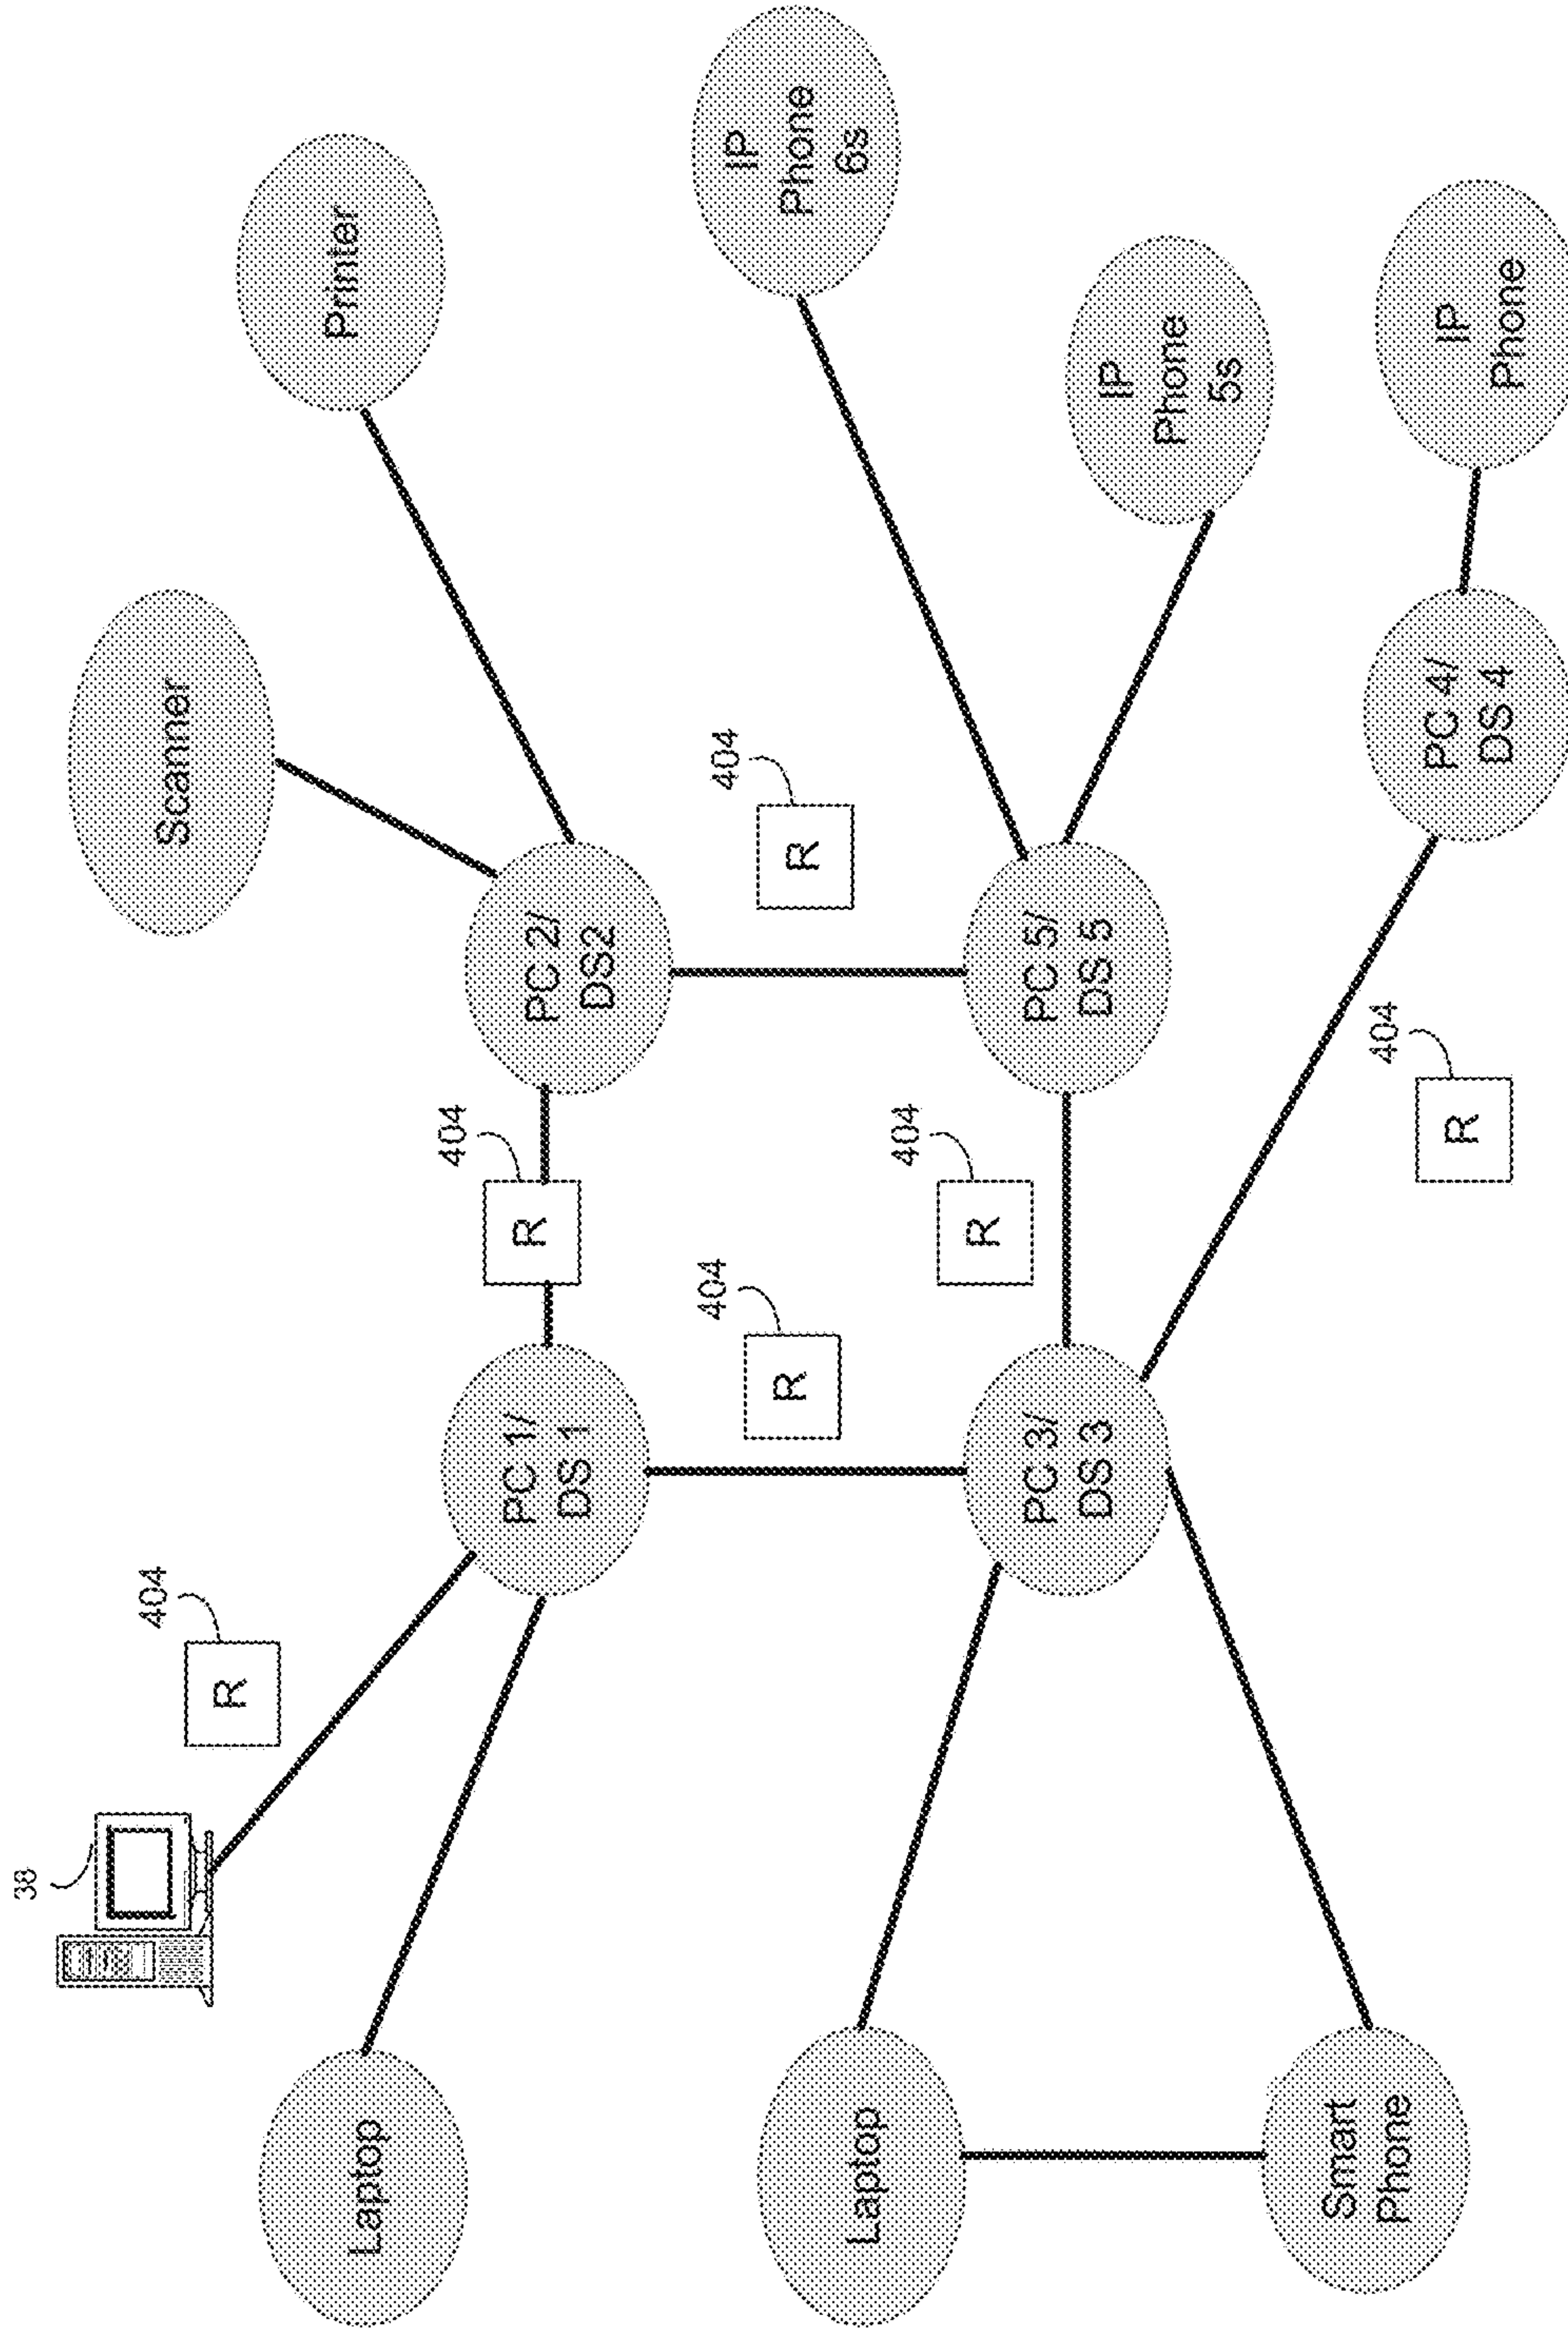 38
404
R
Scanner
Laptop
Printer
404
PC 1/
DS 1
R
PC 2/
DS2
404
R
404
R
IP
Phone
6s
Laptop
404
R
PC 3/
DS 3
PC 5/
DS 5
IP
Phone
5s
Smart
Phone
404
R
PC 4/
DS 4
IP
Phone